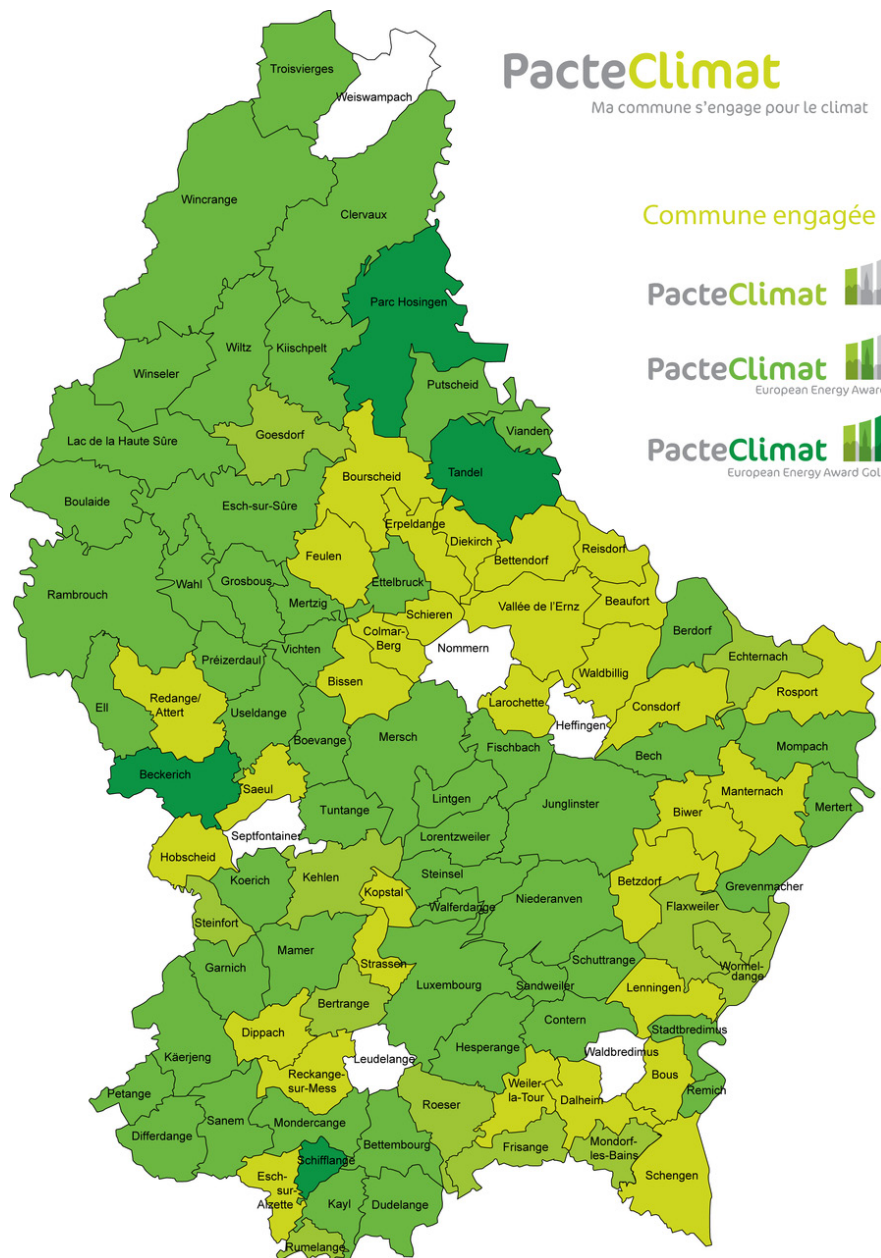 PacteClimat
Ma commune s'engage pour le climat
Commune engagée
PacteClimat
PacteClimat
European Energy Awar
PacteClimat
European Energy Award Gol
Troisvierges
Weiswampach
Wincrange
Clervaux
Parc Hosingen
Wiltz
Kiischpelt
Winseler
Putscheid
Goesdorf
Vianden
Lac de la Haute Sûre
Tandel
Bourscheid
Boulaide
Esch-sur-Sûre
Erpeldange
Diekirch
Feulen
Bettendorf
Reisdorf
Wahl
Grosbous
Ettelbruck
Rambrouch
Mertzig
Beaufort
Vallée de l'Ernz
Schieren
Colmar-
Berg
Berdorf
Préizerdaul
Vichten
Nommern
Echternach
Waldbillig
Bissen
Redange/
Attert
Rosport
Ell
Useldange
Larochette
Consdorf
Heffingen
Boevange
Mersch
Fischbach
Bech
Mompach
Beckerich
Saeul
Manternach
Lintgen
Junglinster
Tuntange
Biwer
Mertert
Septfontaines
Lorentzweiler
Hobscheid
Kehlen
Steinsel
Koerich
Kopstal
Betzdorf
Grevenmacher
Niederanven
Walferdange
Flaxweiler
Steinfort
Mamer
Schuttrange
Strassen
Garnich
Wormel-
dange
Luxembourg
Sandweiler
Lenningen
Bertrange
Contern
Stadtbredimus
Dippach
Hesperange
Waldbredimus
Käerjeng
Leudelange
Reckange-
sur-Mess
Bous
Weiler-
la-Tour
Remich
Petange
Dalheim
Roeser
Sanem
Mondercange
Differdange
Bettembourg
Frisange
Mondorf-
les-Bains
Schifflange
Schengen
Esch-
sur-
Alzette
Kayl
Dudelange
Rumelange